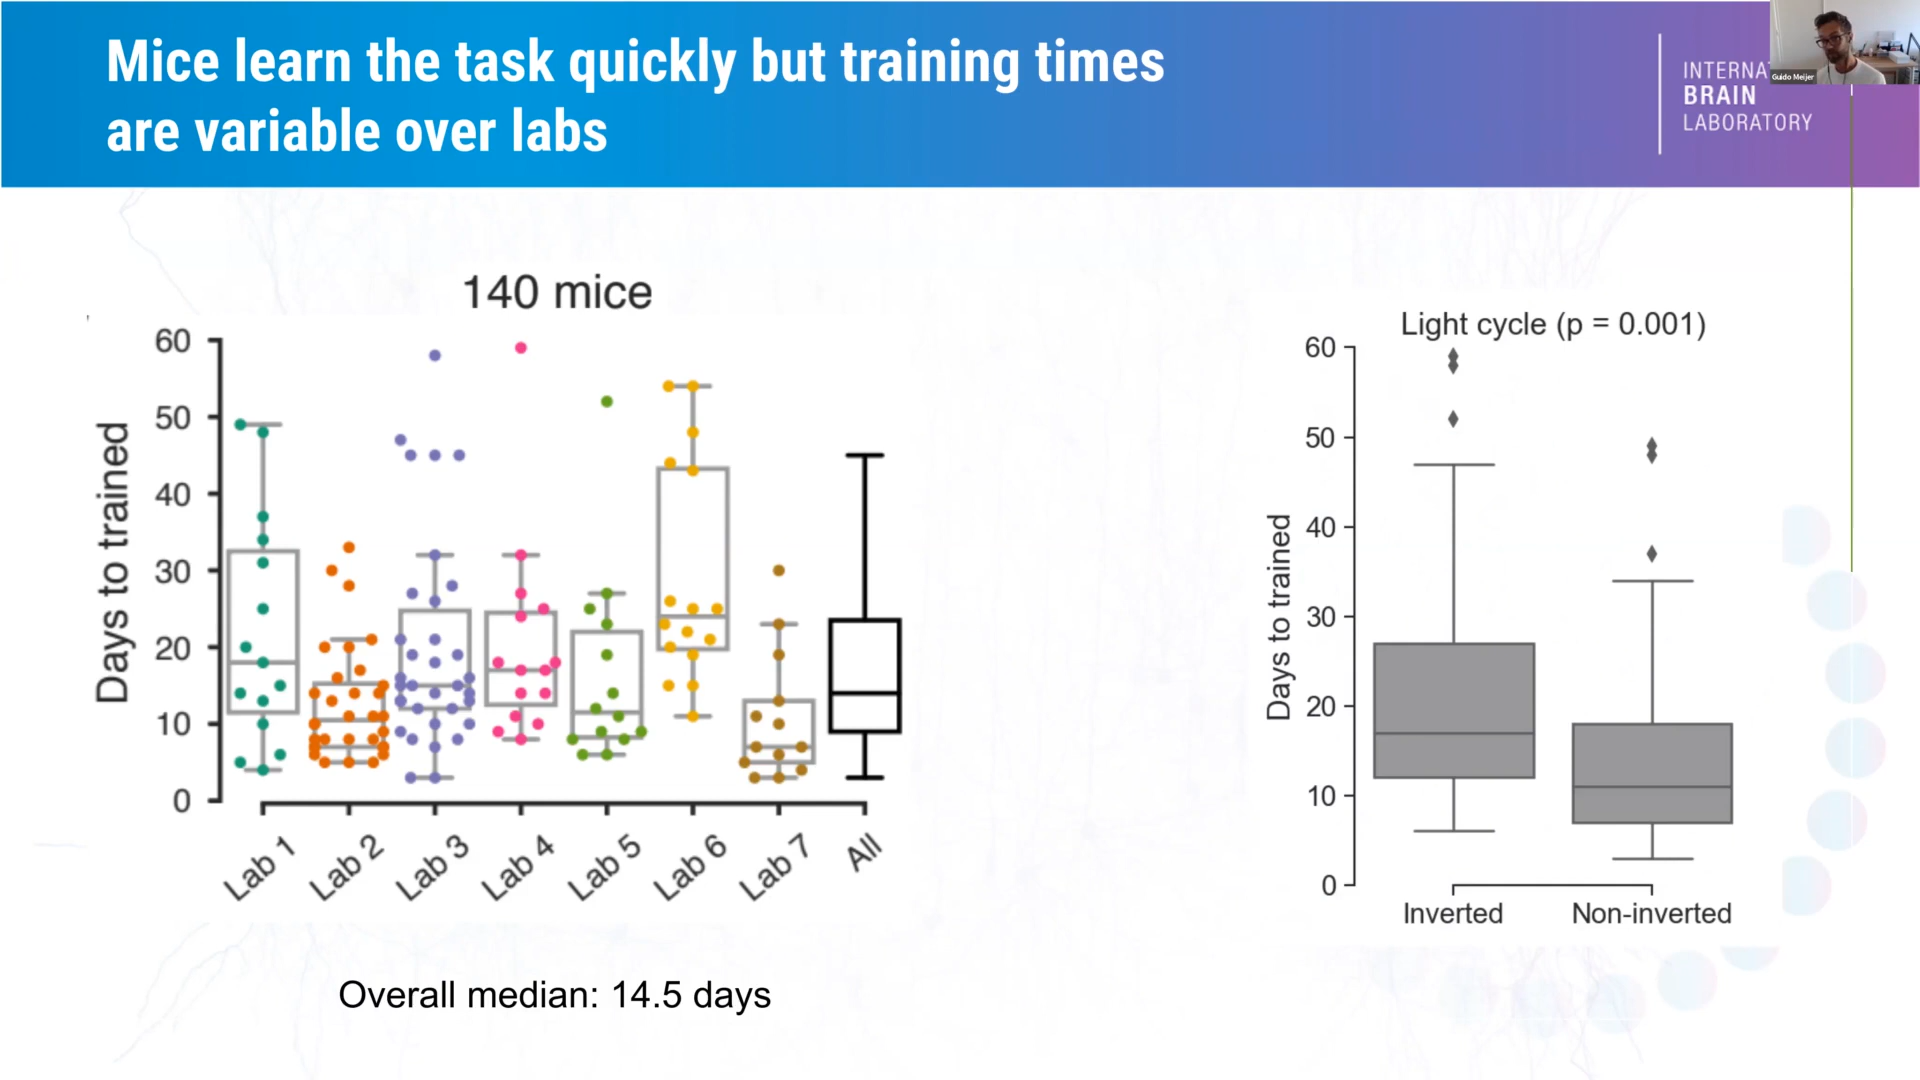 Mice learn the task quickly but training times
are variable over labs
INTERNA
BRAIN
LABORATORY
Guido Meijer
140 mice
Days to trained
60
50
40
30
20
10
0
Lab 1
Lab 2
Lab 3
Lab 4
Lab 5
Lab 6
Lab 7
All
Overall median: 14.5 days
Light cycle (p = 0.001)
Days to trained
60
50
40
30
20
10
0
Inverted
Non-inverted